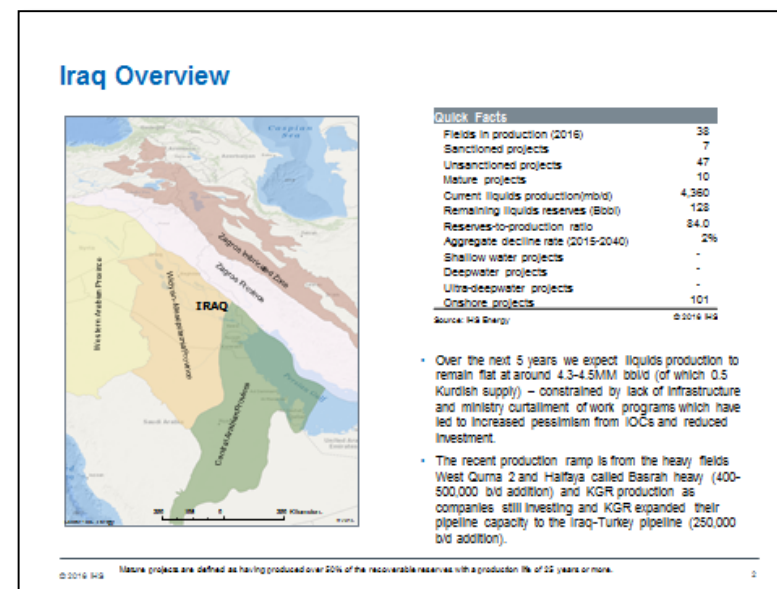 Iraq Overview
Caspian
Sea
Zagros Imbricated Zone
Zagros Province
Western Arabian Province
IRAQ
Persian Gulf
Central Arabian Province
Saudi Arabia
Quick Facts
Fields in production (2016) 38
Sanctioned projects 7
Unsanctioned projects 47
Mature projects 10
Current liquids production(mb/d) 4,360
Remaining liquids reserves (Bbbl) 128
Reserves-to-production ratio 84.0
Aggregate decline rate (2015-2040) 2%
Shallow water projects -
Deepwater projects -
Ultra-deepwater projects -
Onshore projects 101
Source: IHS Energy © 2016 IHS
• Over the next 5 years we expect liquids production to
remain flat at around 4.3-4.5MM bbl/d (of which 0.5
Kurdish supply) – constrained by lack of infrastructure
and ministry curtailment of work programs which have
led to increased pessimism from IOCs and reduced
investment.
• The recent production ramp is from the heavy fields
West Qurna 2 and Halfaya called Basrah heavy (400-
500,000 b/d addition) and KGR production as
companies still investing and KGR expanded their
pipeline capacity to the Iraq-Turkey pipeline (250,000
b/d addition).
© 2016 IHS
Mature projects are defined as having produced over 50% of the recoverable reserves with a production life of 25 years or more.
2